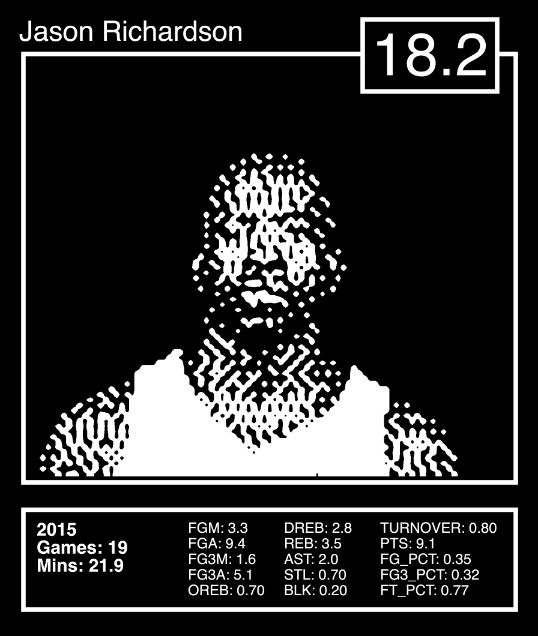 Jason Richardson
18.2
2015
Games: 19
Mins: 21.9
FGM: 3.3
FGA: 9.4
FG3M: 1.6
FG3A: 5.1
OREB: 0.70
DREB: 2.8
REB: 3.5
AST: 2.0
STL: 0.70
BLK: 0.20
TURNOVER: 0.80
PTS: 9.1
FG_PCT: 0.35
FG3_PCT: 0.32
FT_PCT: 0.77